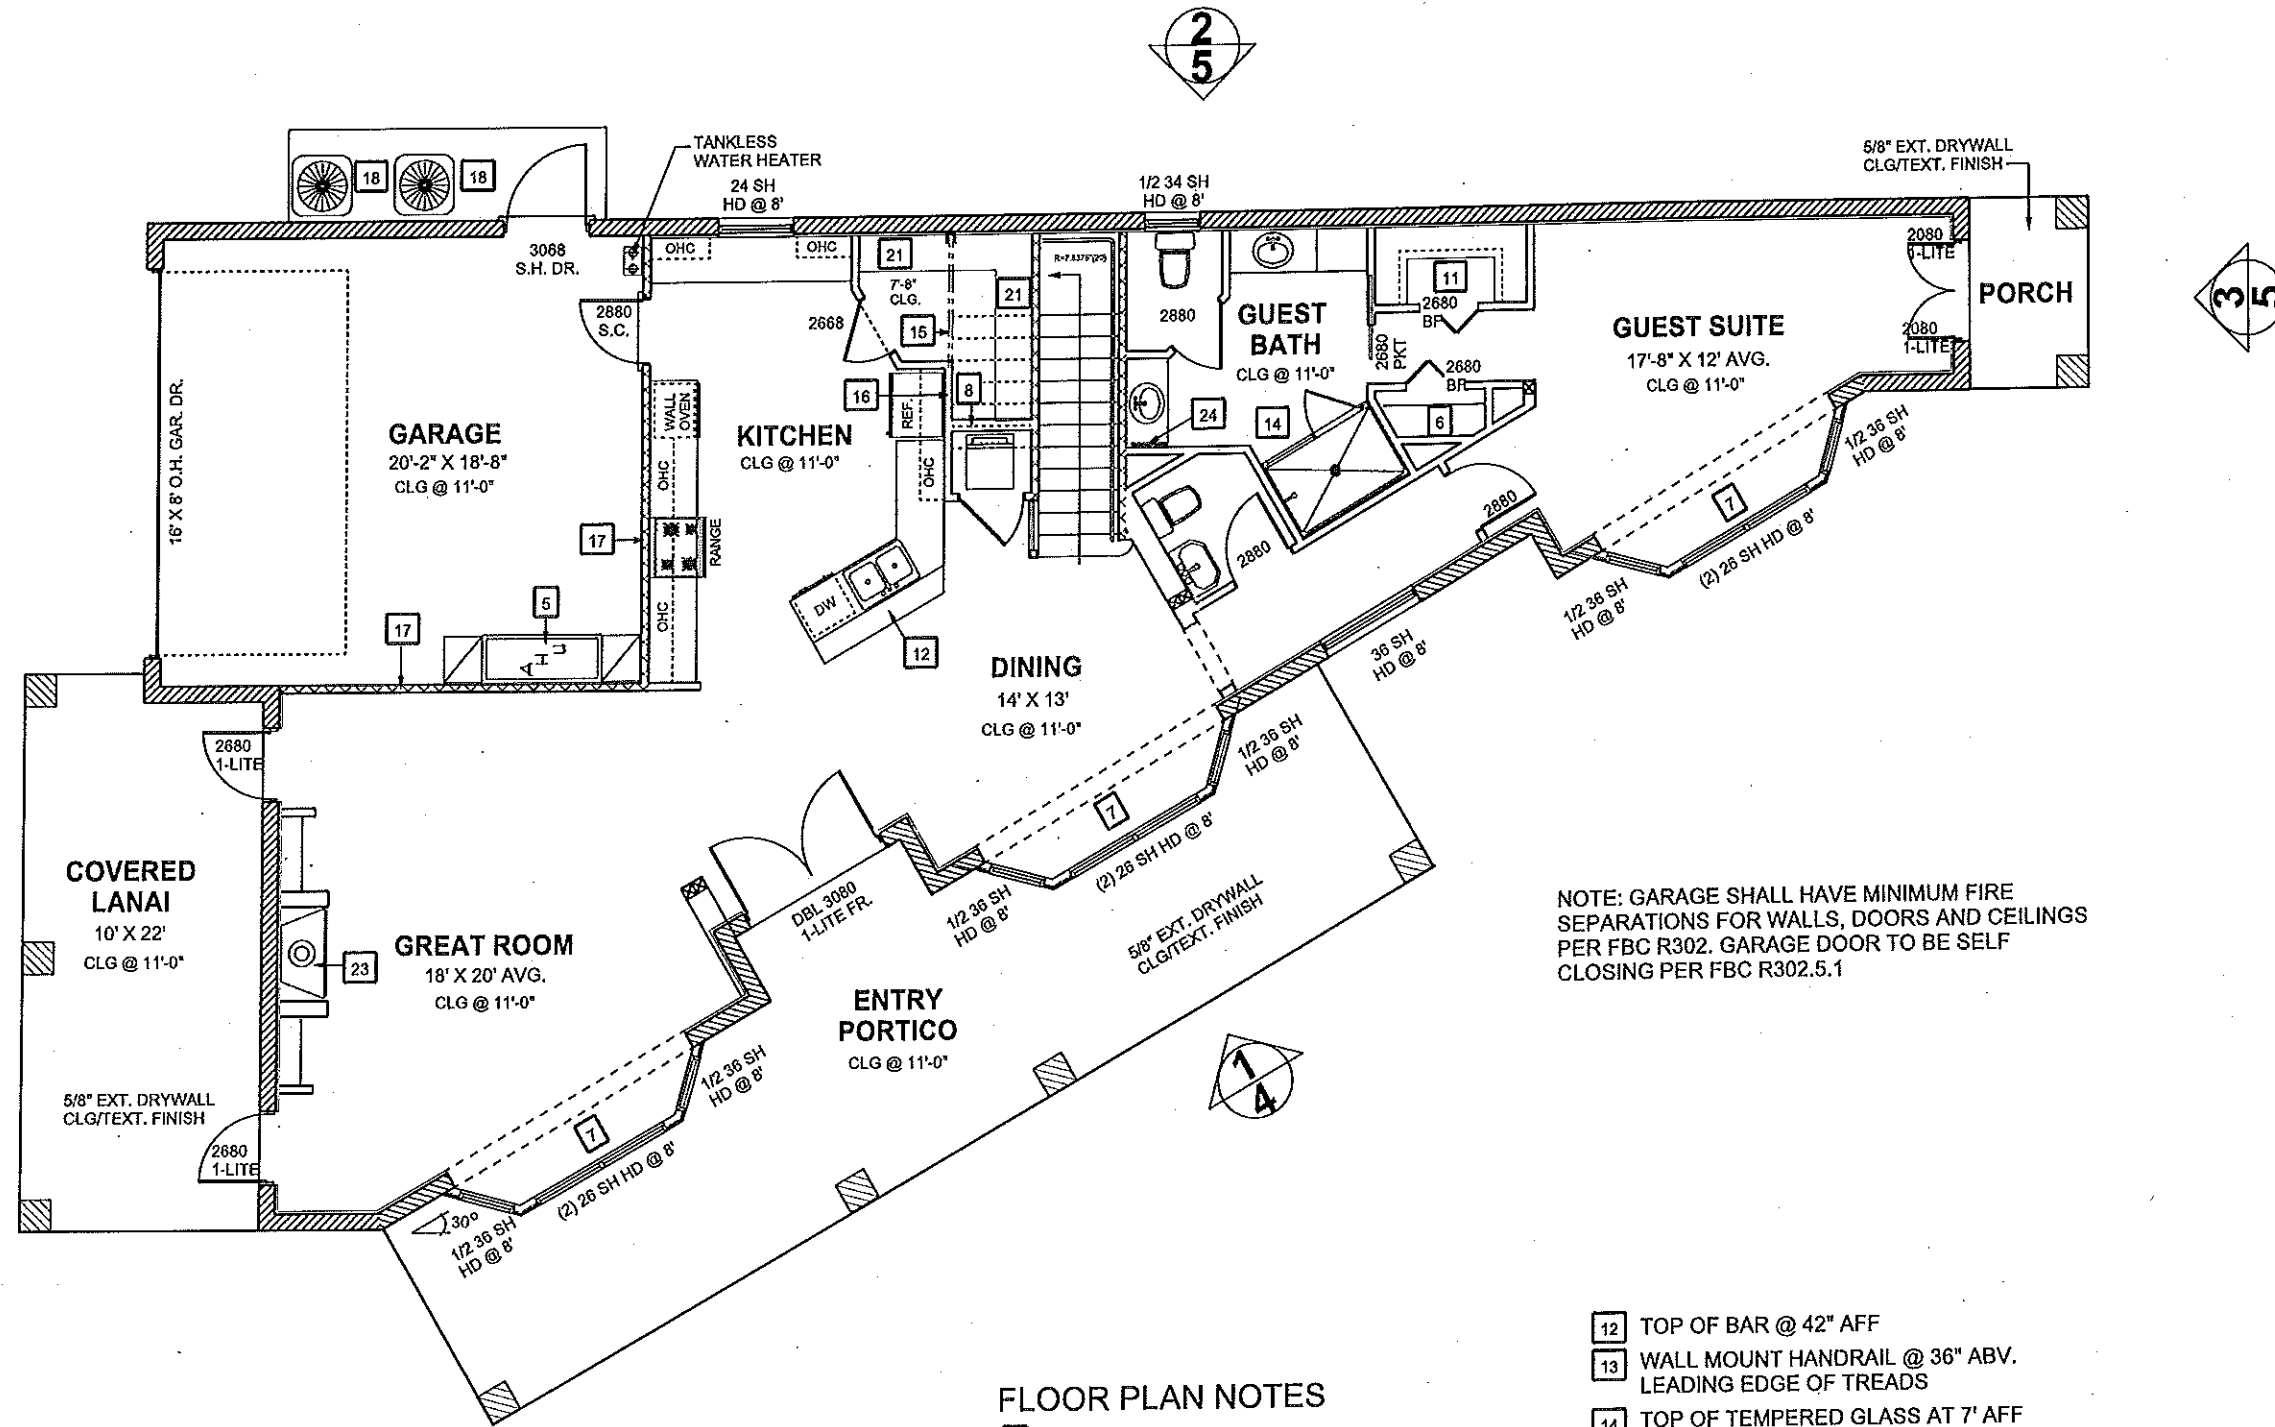 2
5
TANKLESS
WATER HEATER
24 SH
HD @ 8'
1/2 34 SH
HD @ 8'
5/8" EXT. DRYWALL
CLG/TEXT. FINISH
18
18
3068
S.H. DR.
OHC
OHC
21
7'-8"
CLG.
21
2880
11
2680
BF
2080
1-LITE
PORCH
3
5
2880
S.C.
2668
15
GUEST
BATH
CLG @ 11'-0"
2680
PKT
2680
BF
GUEST SUITE
17'-8" X 12' AVG.
CLG @ 11'-0"
2080
1-LITE
16' X 8' O.H. GAR. DR.
GARAGE
20'-2" X 18'-8"
CLG @ 11'-0"
WALL
OVEN
KITCHEN
CLG @ 11'-0"
16
REF.
8
24
14
6
1/2 36 SH
HD @ 8'
OHC
OHC
17
RANGE
2880
2880
7
(2) 26 SH HD @ 8'
17
5
AHU
OHC
DW
12
DINING
14' X 13'
CLG @ 11'-0"
36 SH
HD @ 8'
1/2 36 SH
HD @ 8'
2680
1-LITE
1/2 36 SH
HD @ 8'
7
(2) 26 SH HD @ 8'
COVERED
LANAI
10' X 22'
CLG @ 11'-0"
DBL 3080
1-LITE FR.
1/2 36 SH
HD @ 8'
5/8" EXT. DRYWALL
CLG/TEXT. FINISH
NOTE: GARAGE SHALL HAVE MINIMUM FIRE
SEPARATIONS FOR WALLS, DOORS AND CEILINGS
PER FBC R302. GARAGE DOOR TO BE SELF
CLOSING PER FBC R302.5.1
GREAT ROOM
18' X 20' AVG.
CLG @ 11'-0"
23
ENTRY
PORTICO
CLG @ 11'-0"
1
4
5/8" EXT. DRYWALL
CLG/TEXT. FINISH
1/2 36 SH
HD @ 8'
7
2680
1-LITE
(2) 26 SH HD @ 8'
30°
1/2 36 SH
HD @ 8'
FLOOR PLAN NOTES
12 TOP OF BAR @ 42" AFF
13 WALL MOUNT HANDRAIL @ 36" ABV.
LEADING EDGE OF TREADS
14 TOP OF TEMPERED GLASS AT 7' AFF